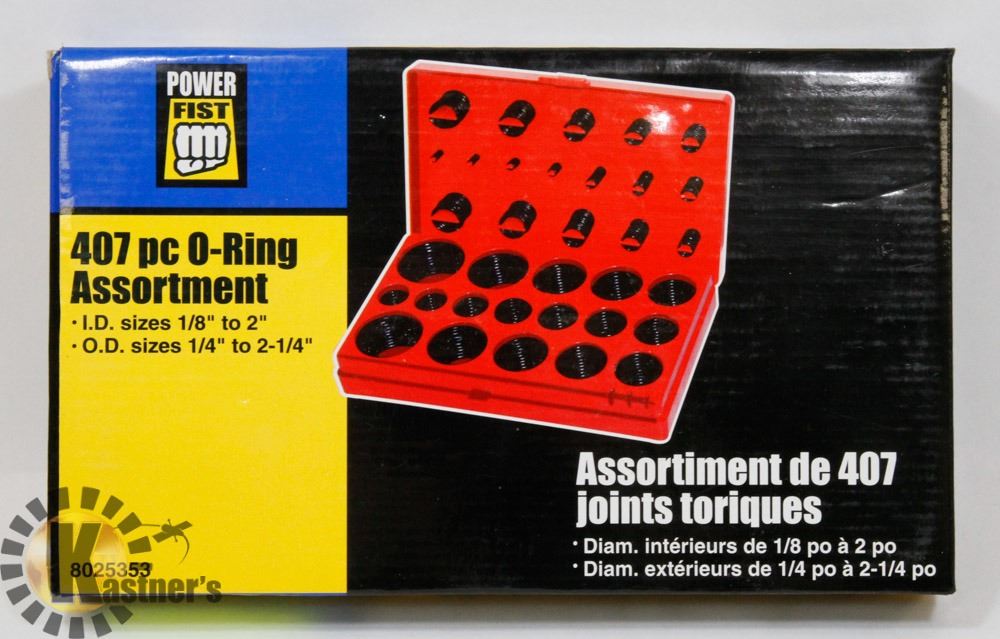 POWER
FIST
407 pc O-Ring
Assortment
· I.D. sizes 1/8" to 2"
· O.D. sizes 1/4" to 2-1/4"
Assortiment de 407
joints toriques
· Diam. intérieurs de 1/8 po à 2 po
· Diam. extérieurs de 1/4 po à 2-1/4 po
8025353
Kastner's